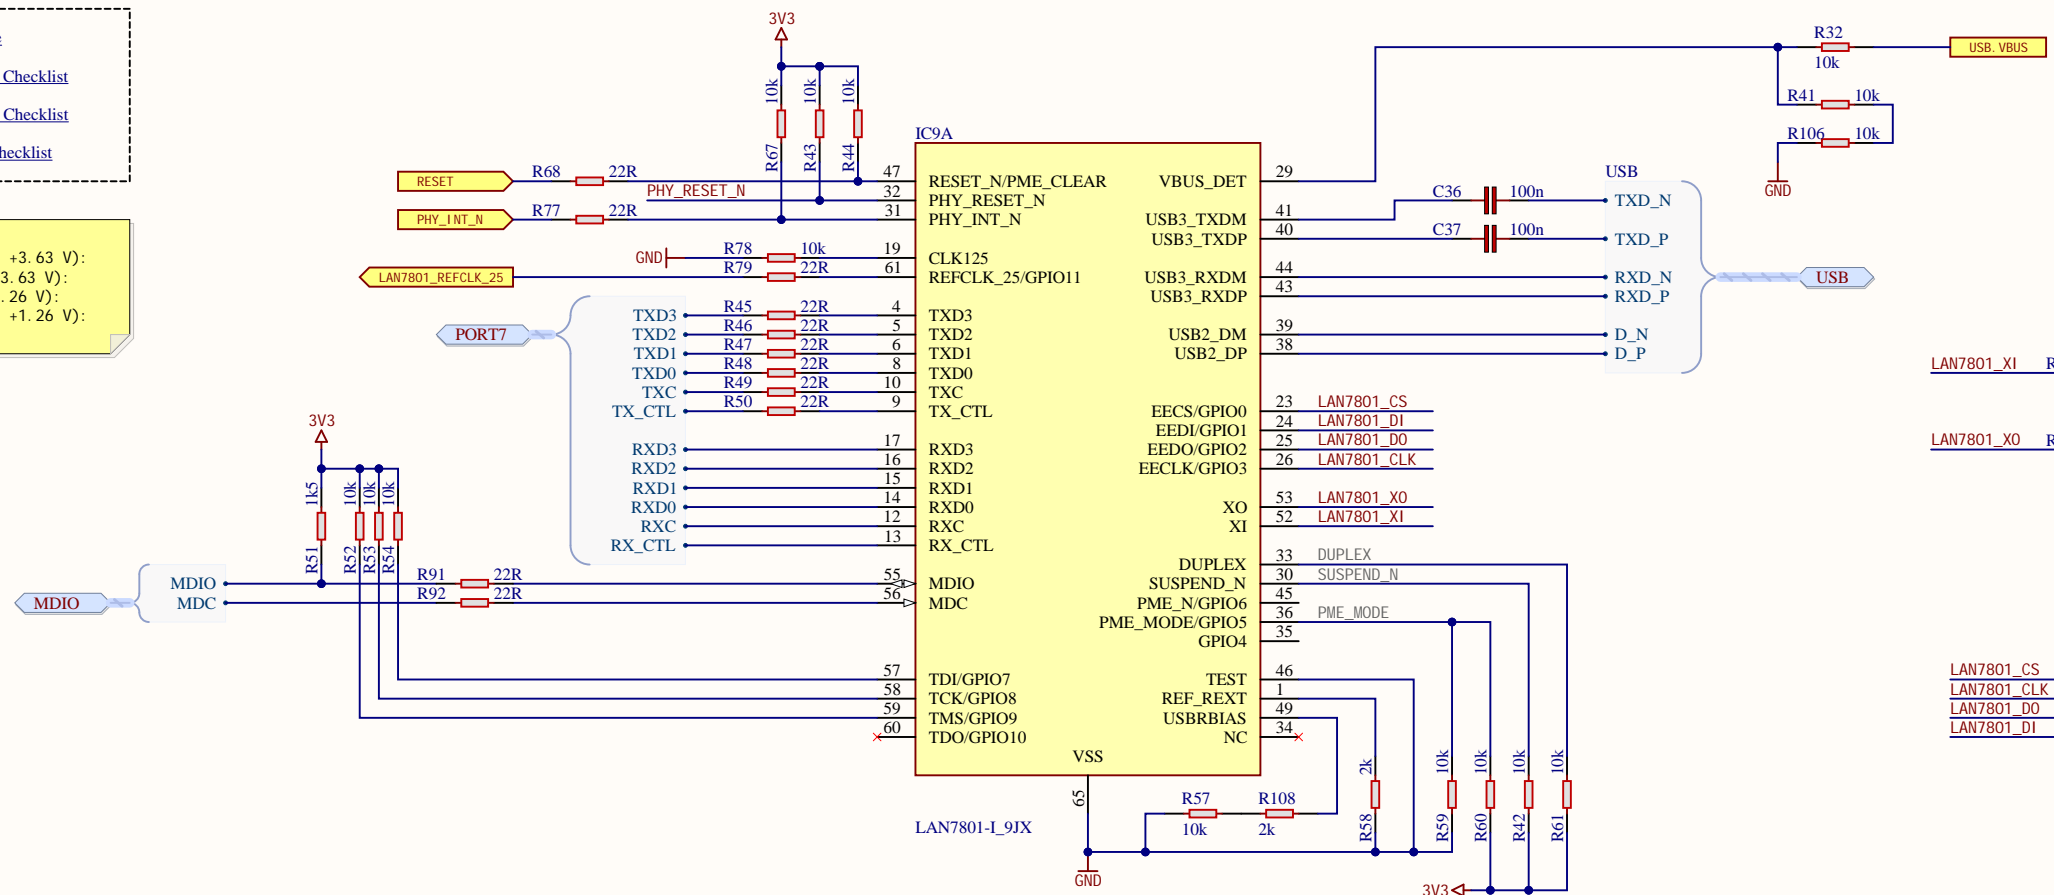 Checklist
Checklist
hecklist
+3.63 V):
3.63 V):
.26 V):
+1.26 V):
3V3
10k
10k
10k
R67
R43
R44
RESET
R68
22R
PHY_RESET_N
PHY_INT_N
R77
22R
GND
R78
10k
LAN7801_REFCLK_25
R79
22R
PORT7
TXD3
R45
22R
TXD2
R46
22R
TXD1
R47
22R
TXD0
R48
22R
TXC
R49
22R
TX_CTL
R50
22R
RXD3
RXD2
RXD1
RXD0
RXC
RX_CTL
3V3
1k5
10k
10k
10k
R51
R52
R53
R54
MDIO
MDIO
MDC
R91
22R
R92
22R
IC9A
47
RESET_N/PME_CLEAR
32
PHY_RESET_N
31
PHY_INT_N
19
CLK125
61
REFCLK_25/GPIO11
4
TXD3
5
TXD2
6
TXD1
8
TXD0
10
TXC
9
TX_CTL
17
RXD3
16
RXD2
15
RXD1
14
RXD0
12
RXC
13
RX_CTL
55
MDIO
56
MDC
57
TDI/GPIO7
58
TCK/GPIO8
59
TMS/GPIO9
60
TDO/GPIO10
VBUS_DET
29
USB3_TXDM
41
USB3_TXDP
40
USB3_RXDM
44
USB3_RXDP
43
USB2_DM
39
USB2_DP
38
EECS/GPIO0
23
LAN7801_CS
EEDI/GPIO1
24
LAN7801_DI
EEDO/GPIO2
25
LAN7801_DO
EECLK/GPIO3
26
LAN7801_CLK
XO
53
LAN7801_XO
XI
52
LAN7801_XI
DUPLEX
33
DUPLEX
SUSPEND_N
30
SUSPEND_N
PME_N/GPIO6
45
PME_MODE/GPIO5
36
PME_MODE
GPIO4
35
TEST
46
REF_REXT
1
USBRBIAS
49
NC
34
VSS
65
LAN7801-I_9JX
GND
R57
10k
R108
2k
2k
R58
10k
R59
10k
R60
10k
R42
10k
R61
3V3
R32
10k
USB.VBUS
R41
10k
R106
10k
GND
C36
100n
C37
100n
USB
TXD_N
TXD_P
RXD_N
RXD_P
D_N
D_P
USB
LAN7801_XI
R
LAN7801_XO
R
LAN7801_CS
LAN7801_CLK
LAN7801_DO
LAN7801_DI